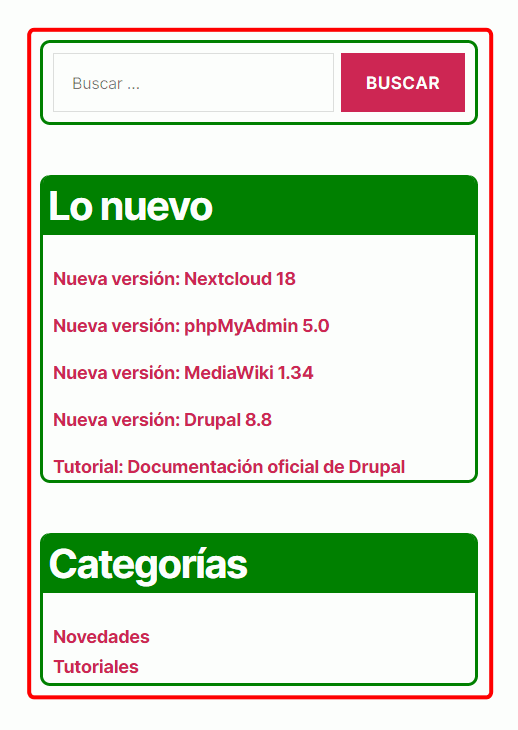 Buscar ...
BUSCAR
Lo nuevo
Nueva versión: Nextcloud 18
Nueva versión: phpMyAdmin 5.0
Nueva versión: MediaWiki 1.34
Nueva versión: Drupal 8.8
Tutorial: Documentación oficial de Drupal
Categorías
Novedades
Tutoriales